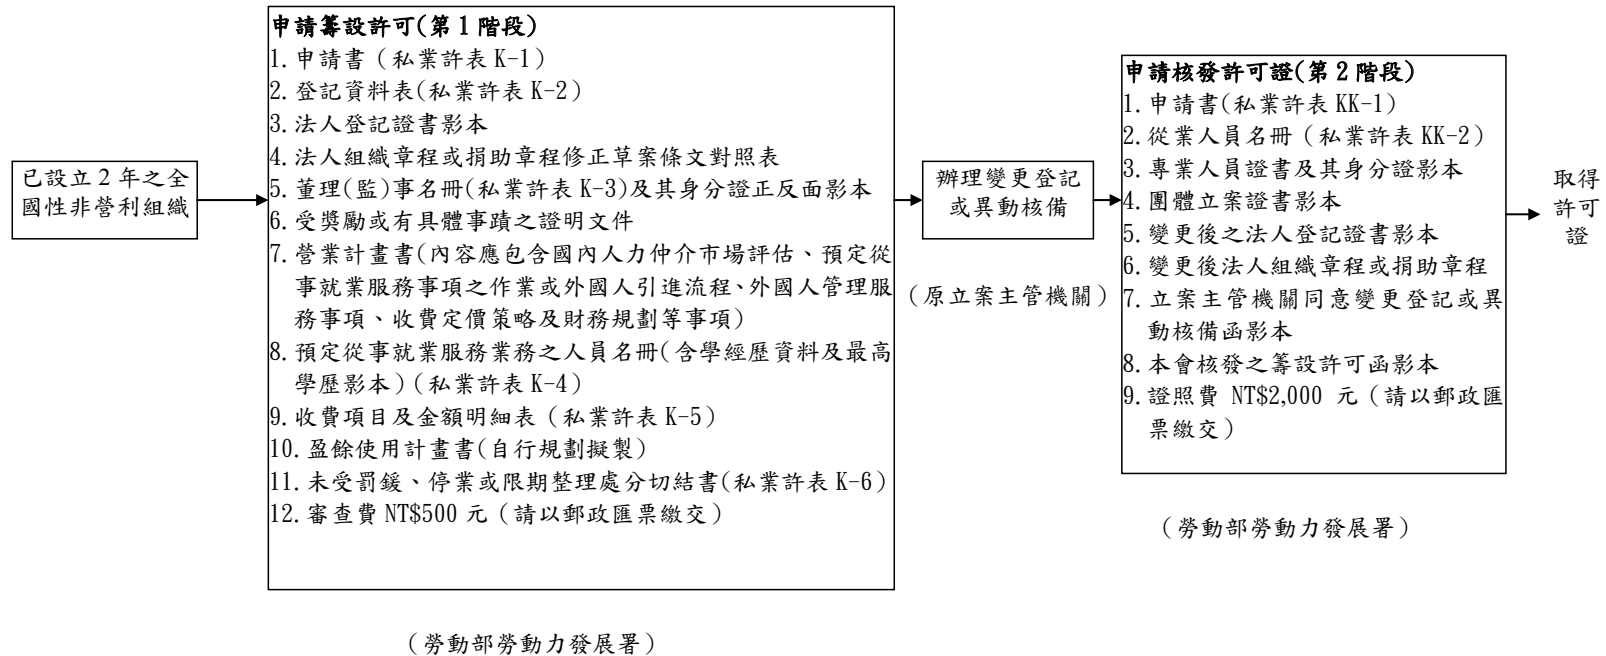 已設立 2 年之全
國性非營利組織
申請籌設許可(第 1 階段)
1. 申請書（私業許表 K-1）
2. 登記資料表(私業許表 K-2)
3. 法人登記證書影本
4. 法人組織章程或捐助章程修正草案條文對照表
5. 董理(監)事名冊(私業許表 K-3)及其身分證正反面影本
6. 受獎勵或有具體事蹟之證明文件
7. 營業計畫書(內容應包含國內人力仲介市場評估、預定從
事就業服務事項之作業或外國人引進流程、外國人管理服
務事項、收費定價策略及財務規劃等事項)
8. 預定從事就業服務業務之人員名冊(含學經歷資料及最高
學歷影本)(私業許表 K-4)
9. 收費項目及金額明細表（私業許表 K-5）
10. 盈餘使用計畫書(自行規劃擬製)
11. 未受罰鍰、停業或限期整理處分切結書(私業許表 K-6)
12. 審查費 NT$500 元（請以郵政匯票繳交）
（勞動部勞動力發展署）
辦理變更登記
或異動核備
（原立案主管機關）
申請核發許可證(第 2 階段)
1. 申請書(私業許表 KK-1)
2. 從業人員名冊（私業許表 KK-2）
3. 專業人員證書及其身分證影本
4. 團體立案證書影本
5. 變更後之法人登記證書影本
6. 變更後法人組織章程或捐助章程
7. 立案主管機關同意變更登記或異
動核備函影本
8. 本會核發之籌設許可函影本
9. 證照費 NT$2,000 元（請以郵政匯
票繳交）
（勞動部勞動力發展署）
取得
許可
證